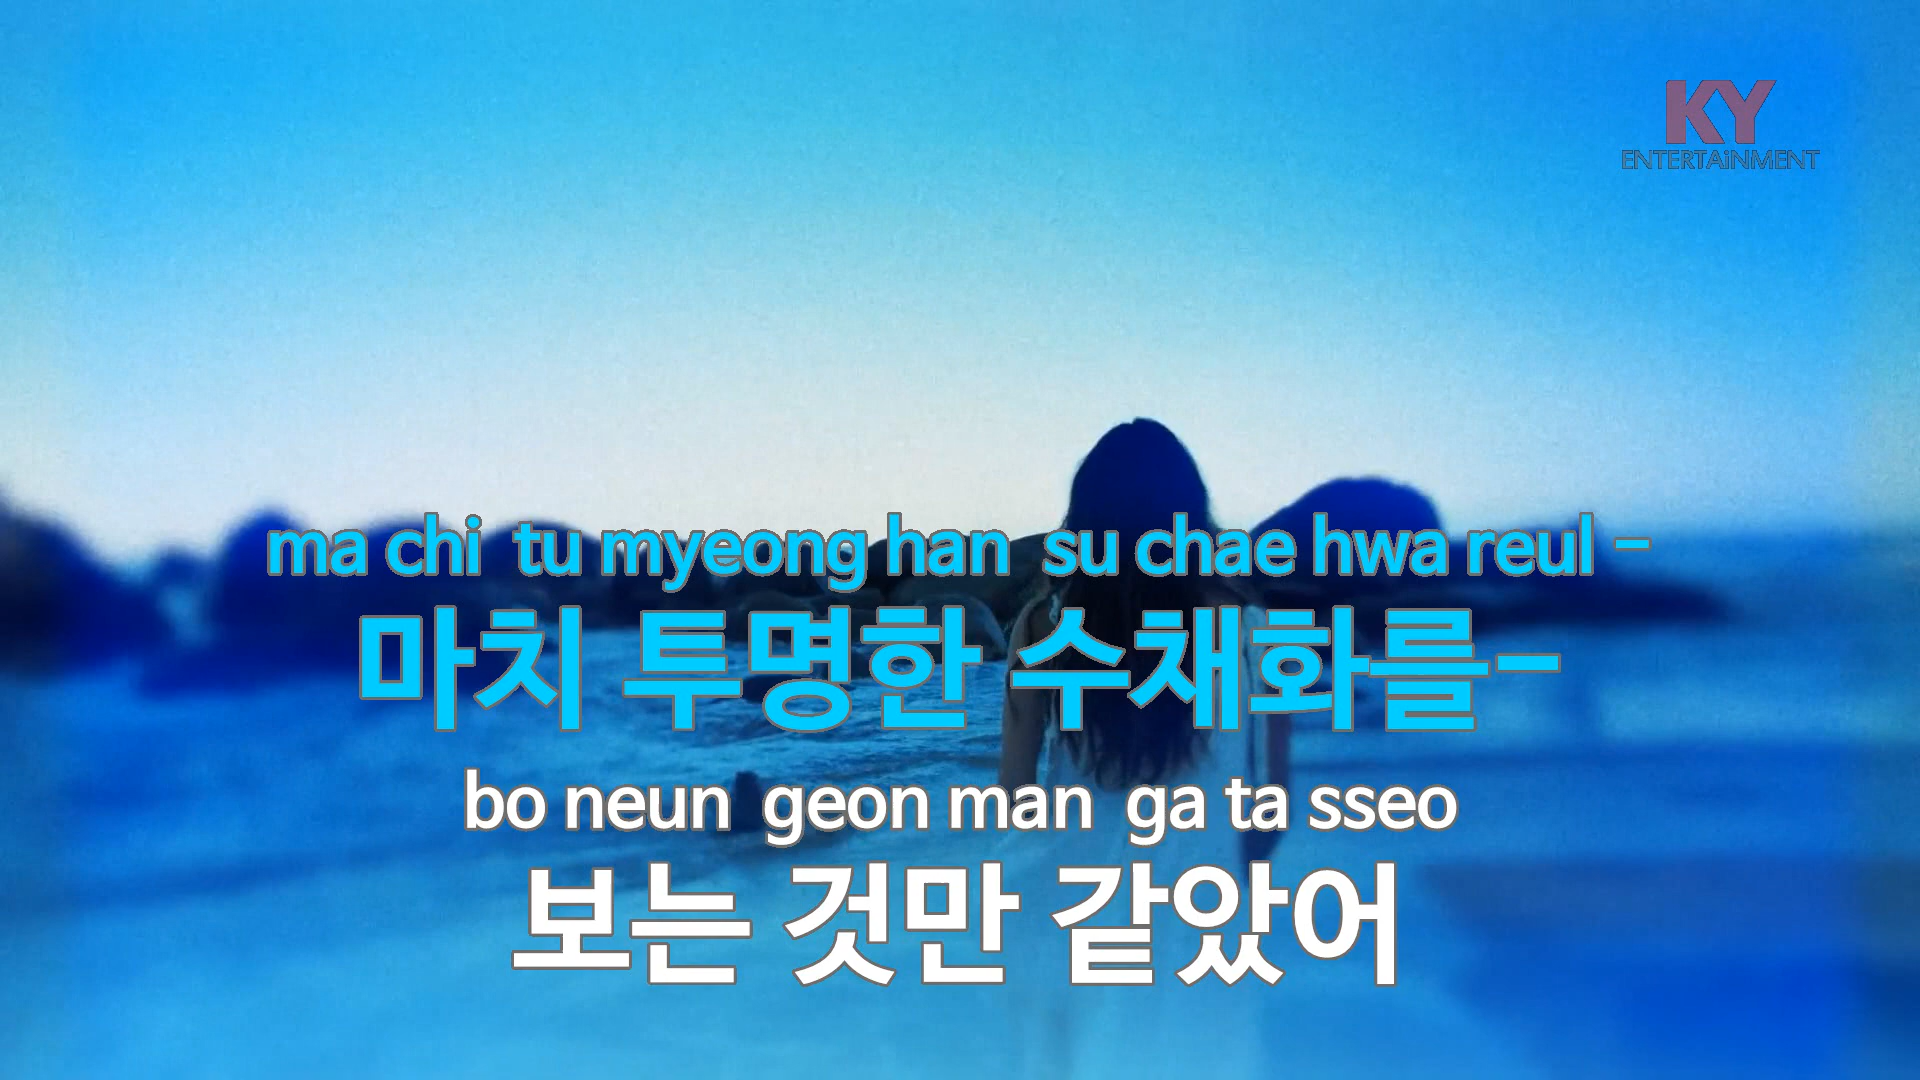 KY
ENTERTAiNMENT
ma chi tu myeong han su chae hwa reul -
마치 투명한 수채화를-
bo neun geon man ga ta sseo
보는 것만 같았어